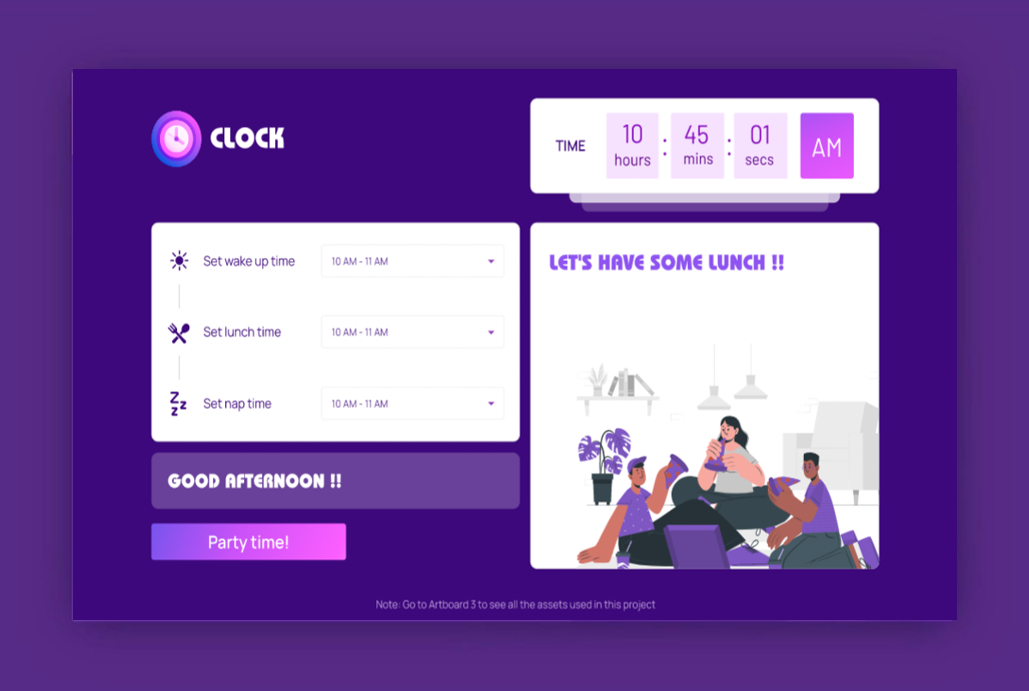 CLOCK
TIME
10 : 45 : 01 AM
hours mins secs
Set wake up time 10 AM - 11 AM
Set lunch time 10 AM - 11 AM
Zzz Set nap time 10 AM - 11 AM
LET'S HAVE SOME LUNCH !!
GOOD AFTERNOON !!
Party time!
Note: Go to Artboard 3 to see all the assets used in this project